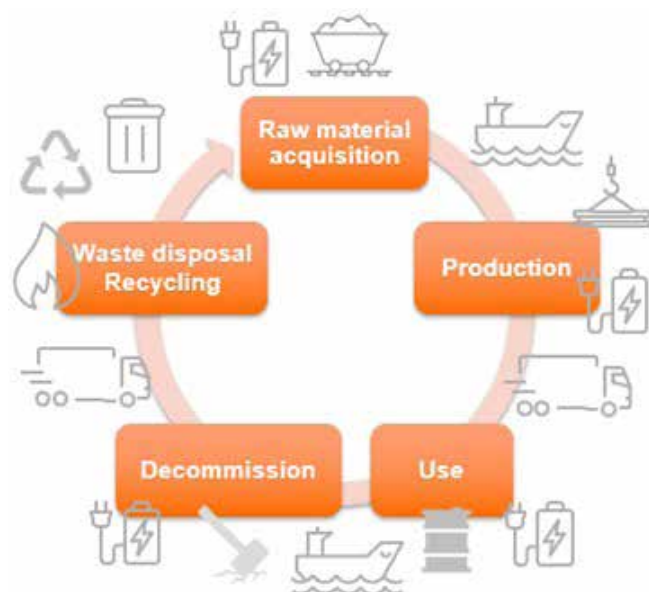 Raw material
acquisition
Production
Use
Decommission
Waste disposal
Recycling